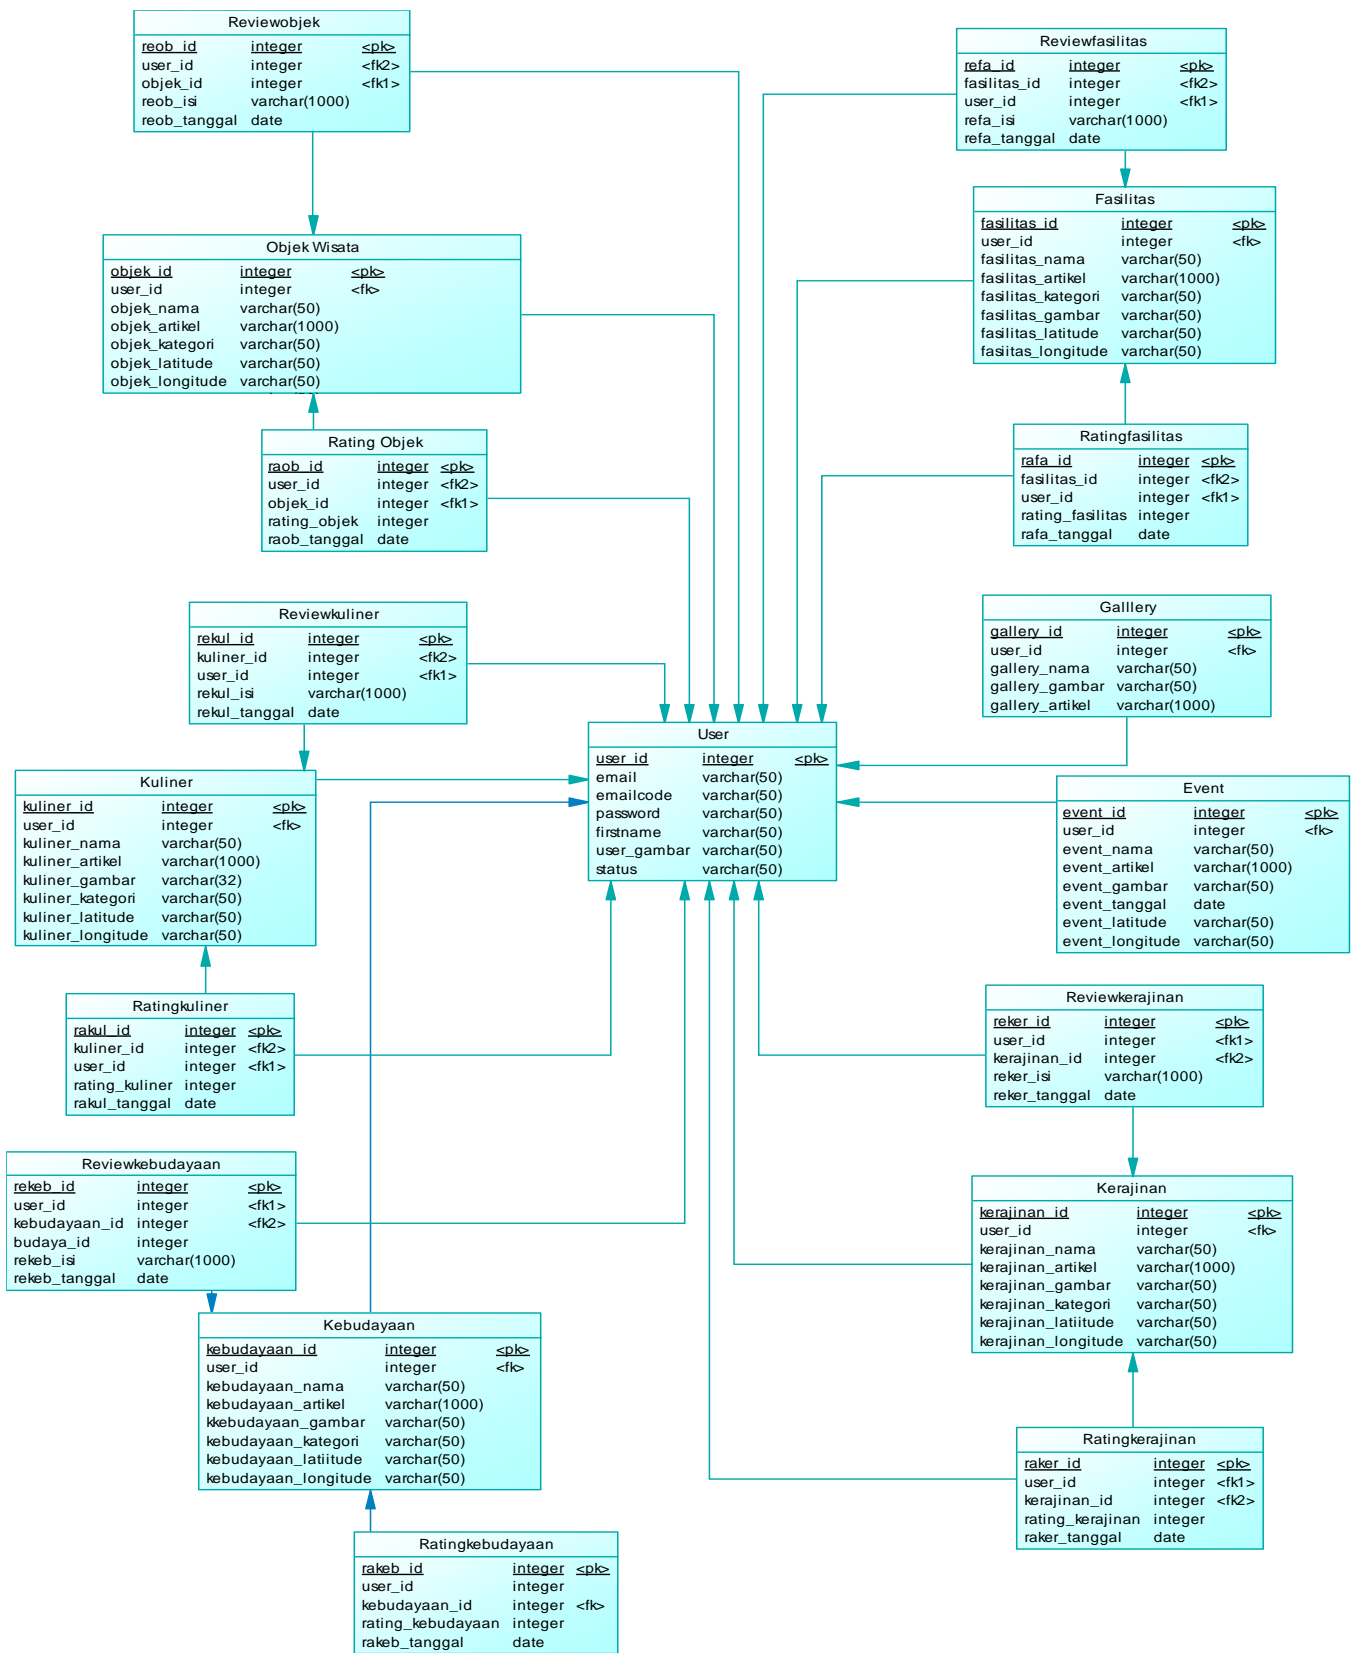 Reviewobjek
reob_id integer <pk>
user_id integer <fk2>
objek_id integer <fk1>
reob_isi varchar(1000)
reob_tanggal date
Reviewfasilitas
refa_id integer <pk>
fasilitas_id integer <fk2>
user_id integer <fk1>
refa_isi varchar(1000)
refa_tanggal date
Objek Wisata
objek_id integer <pk>
user_id integer <fk>
objek_nama varchar(50)
objek_artikel varchar(1000)
objek_kategori varchar(50)
objek_latitude varchar(50)
objek_longitude varchar(50)
Fasilitas
fasilitas_id integer <pk>
user_id integer <fk>
fasilitas_nama varchar(50)
fasilitas_artikel varchar(1000)
fasilitas_kategori varchar(50)
fasilitas_gambar varchar(50)
fasilitas_latitude varchar(50)
fasiitas_longitude varchar(50)
Rating Objek
raob_id integer <pk>
user_id integer <fk2>
objek_id integer <fk1>
rating_objek integer
raob_tanggal date
Ratingfasilitas
rafa_id integer <pk>
fasilitas_id integer <fk2>
user_id integer <fk1>
rating_fasilitas integer
rafa_tanggal date
Reviewkuliner
rekul_id integer <pk>
kuliner_id integer <fk2>
user_id integer <fk1>
rekul_isi varchar(1000)
rekul_tanggal date
Galllery
gallery_id integer <pk>
user_id integer <fk>
gallery_nama varchar(50)
gallery_gambar varchar(50)
gallery_artikel varchar(1000)
User
user_id integer <pk>
email varchar(50)
emailcode varchar(50)
password varchar(50)
firstname varchar(50)
user_gambar varchar(50)
status varchar(50)
Kuliner
kuliner_id integer <pk>
user_id integer <fk>
kuliner_nama varchar(50)
kuliner_artikel varchar(1000)
kuliner_gambar varchar(32)
kuliner_kategori varchar(50)
kuliner_latitude varchar(50)
kuliner_longitude varchar(50)
Event
event_id integer <pk>
user_id integer <fk>
event_nama varchar(50)
event_artikel varchar(1000)
event_gambar varchar(50)
event_tanggal date
event_latitude varchar(50)
event_longitude varchar(50)
Ratingkuliner
rakul_id integer <pk>
kuliner_id integer <fk2>
user_id integer <fk1>
rating_kuliner integer
rakul_tanggal date
Reviewkerajinan
reker_id integer <pk>
user_id integer <fk1>
kerajinan_id integer <fk2>
reker_isi varchar(1000)
reker_tanggal date
Reviewkebudayaan
rekeb_id integer <pk>
user_id integer <fk1>
kebudayaan_id integer <fk2>
budaya_id integer
rekeb_isi varchar(1000)
rekeb_tanggal date
Kerajinan
kerajinan_id integer <pk>
user_id integer <fk>
kerajinan_nama varchar(50)
kerajinan_artikel varchar(1000)
kerajinan_gambar varchar(50)
kerajinan_kategori varchar(50)
kerajinan_latiitude varchar(50)
kerajinan_longitude varchar(50)
Kebudayaan
kebudayaan_id integer <pk>
user_id integer <fk>
kebudayaan_nama varchar(50)
kebudayaan_artikel varchar(1000)
kkebudayaan_gambar varchar(50)
kebudayaan_kategori varchar(50)
kebudayaan_latiitude varchar(50)
kebudayaan_longitude varchar(50)
Ratingkerajinan
raker_id integer <pk>
user_id integer <fk1>
kerajinan_id integer <fk2>
rating_kerajinan integer
raker_tanggal date
Ratingkebudayaan
rakeb_id integer <pk>
user_id integer
kebudayaan_id integer <fk>
rating_kebudayaan integer
rakeb_tanggal date